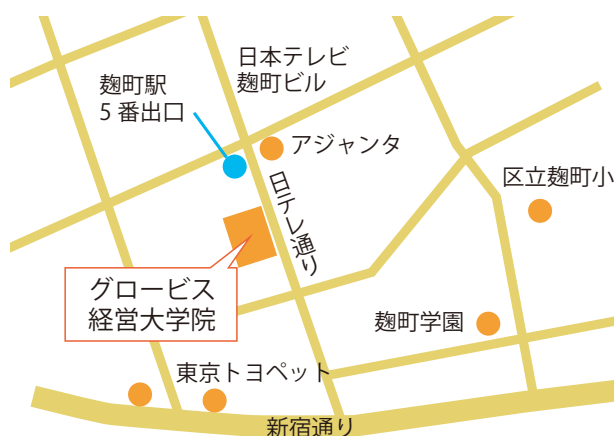 日本テレビ
麹町ビル
麹町駅
5 番出口
アジャンタ
区立麹町小
日テレ通り
グロービス
経営大学院
麹町学園
東京トヨペット
新宿通り